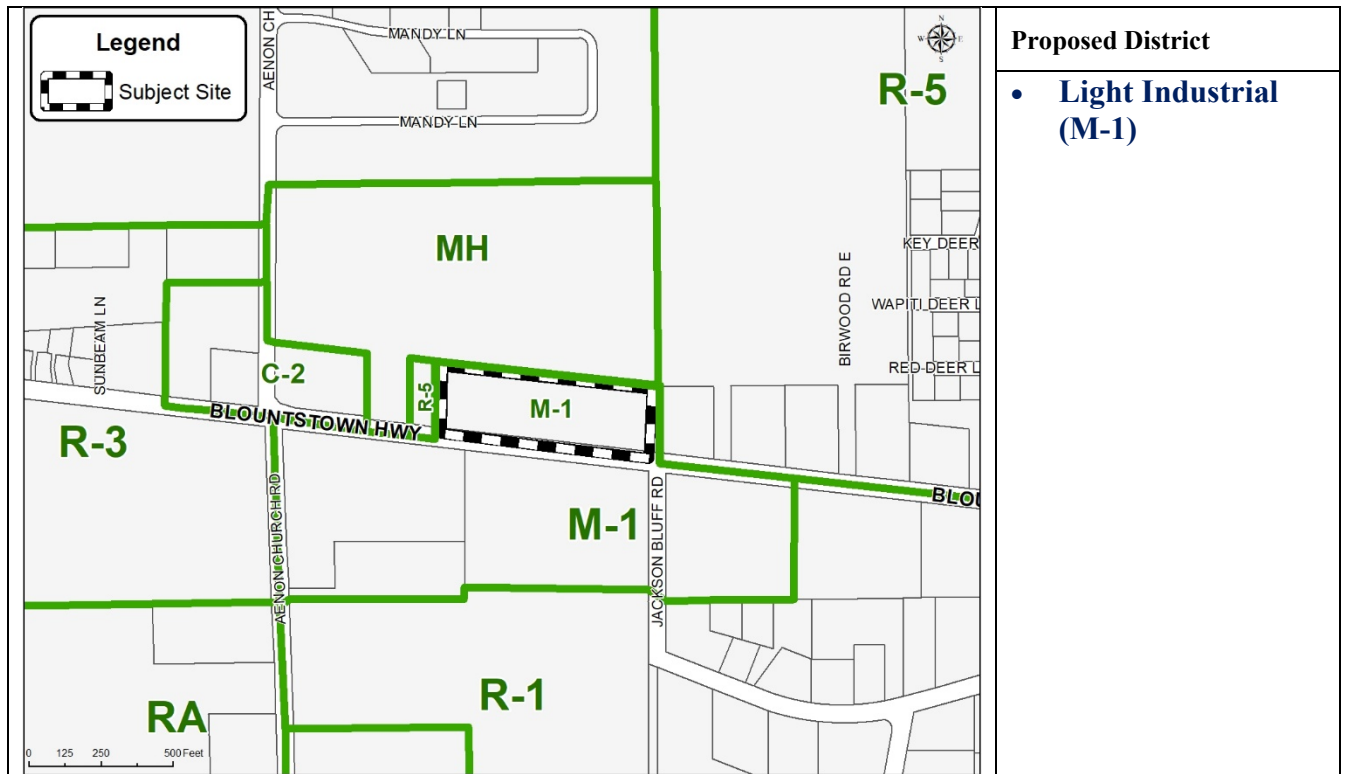 Legend
Subject Site
AENON CH
MANDY LN
MANDY LN
N
W E
S
R-5
MH
KEY DEER
WAPITI DEER L
RED DEER L
BIRWOOD RD E
SUNBEAM LN
C-2
R-5
M-1
BLOUNTSTOWN HWY
R-3
BLOU
M-1
AENON CHURCH RD
JACKSON BLUFF RD
RA
R-1
0 125 250 500 Feet
Proposed District
• Light Industrial
(M-1)